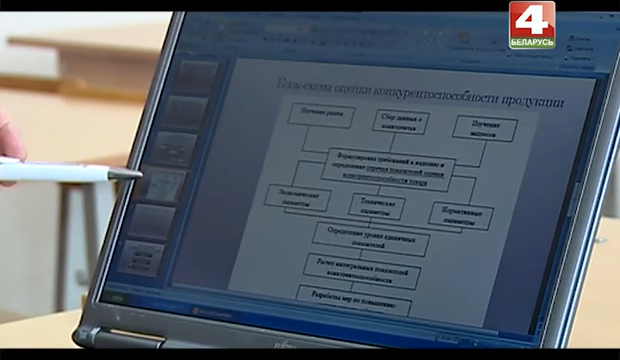 4
БЕЛАРУСЬ
Блок-схема оценки конкурентоспособности продукции
Изучение рынка
Сбор данных о
конкурентах
Изучение
запросов
Формулировка требований к изделию и
определение перечня показателей оценки
конкурентоспособности товара
Экономические
параметры
Технические
параметры
Нормативные
параметры
Определение уровня единичных
показателей
Расчет интегральных показателей
конкурентоспособности
Разработка мер по повышению